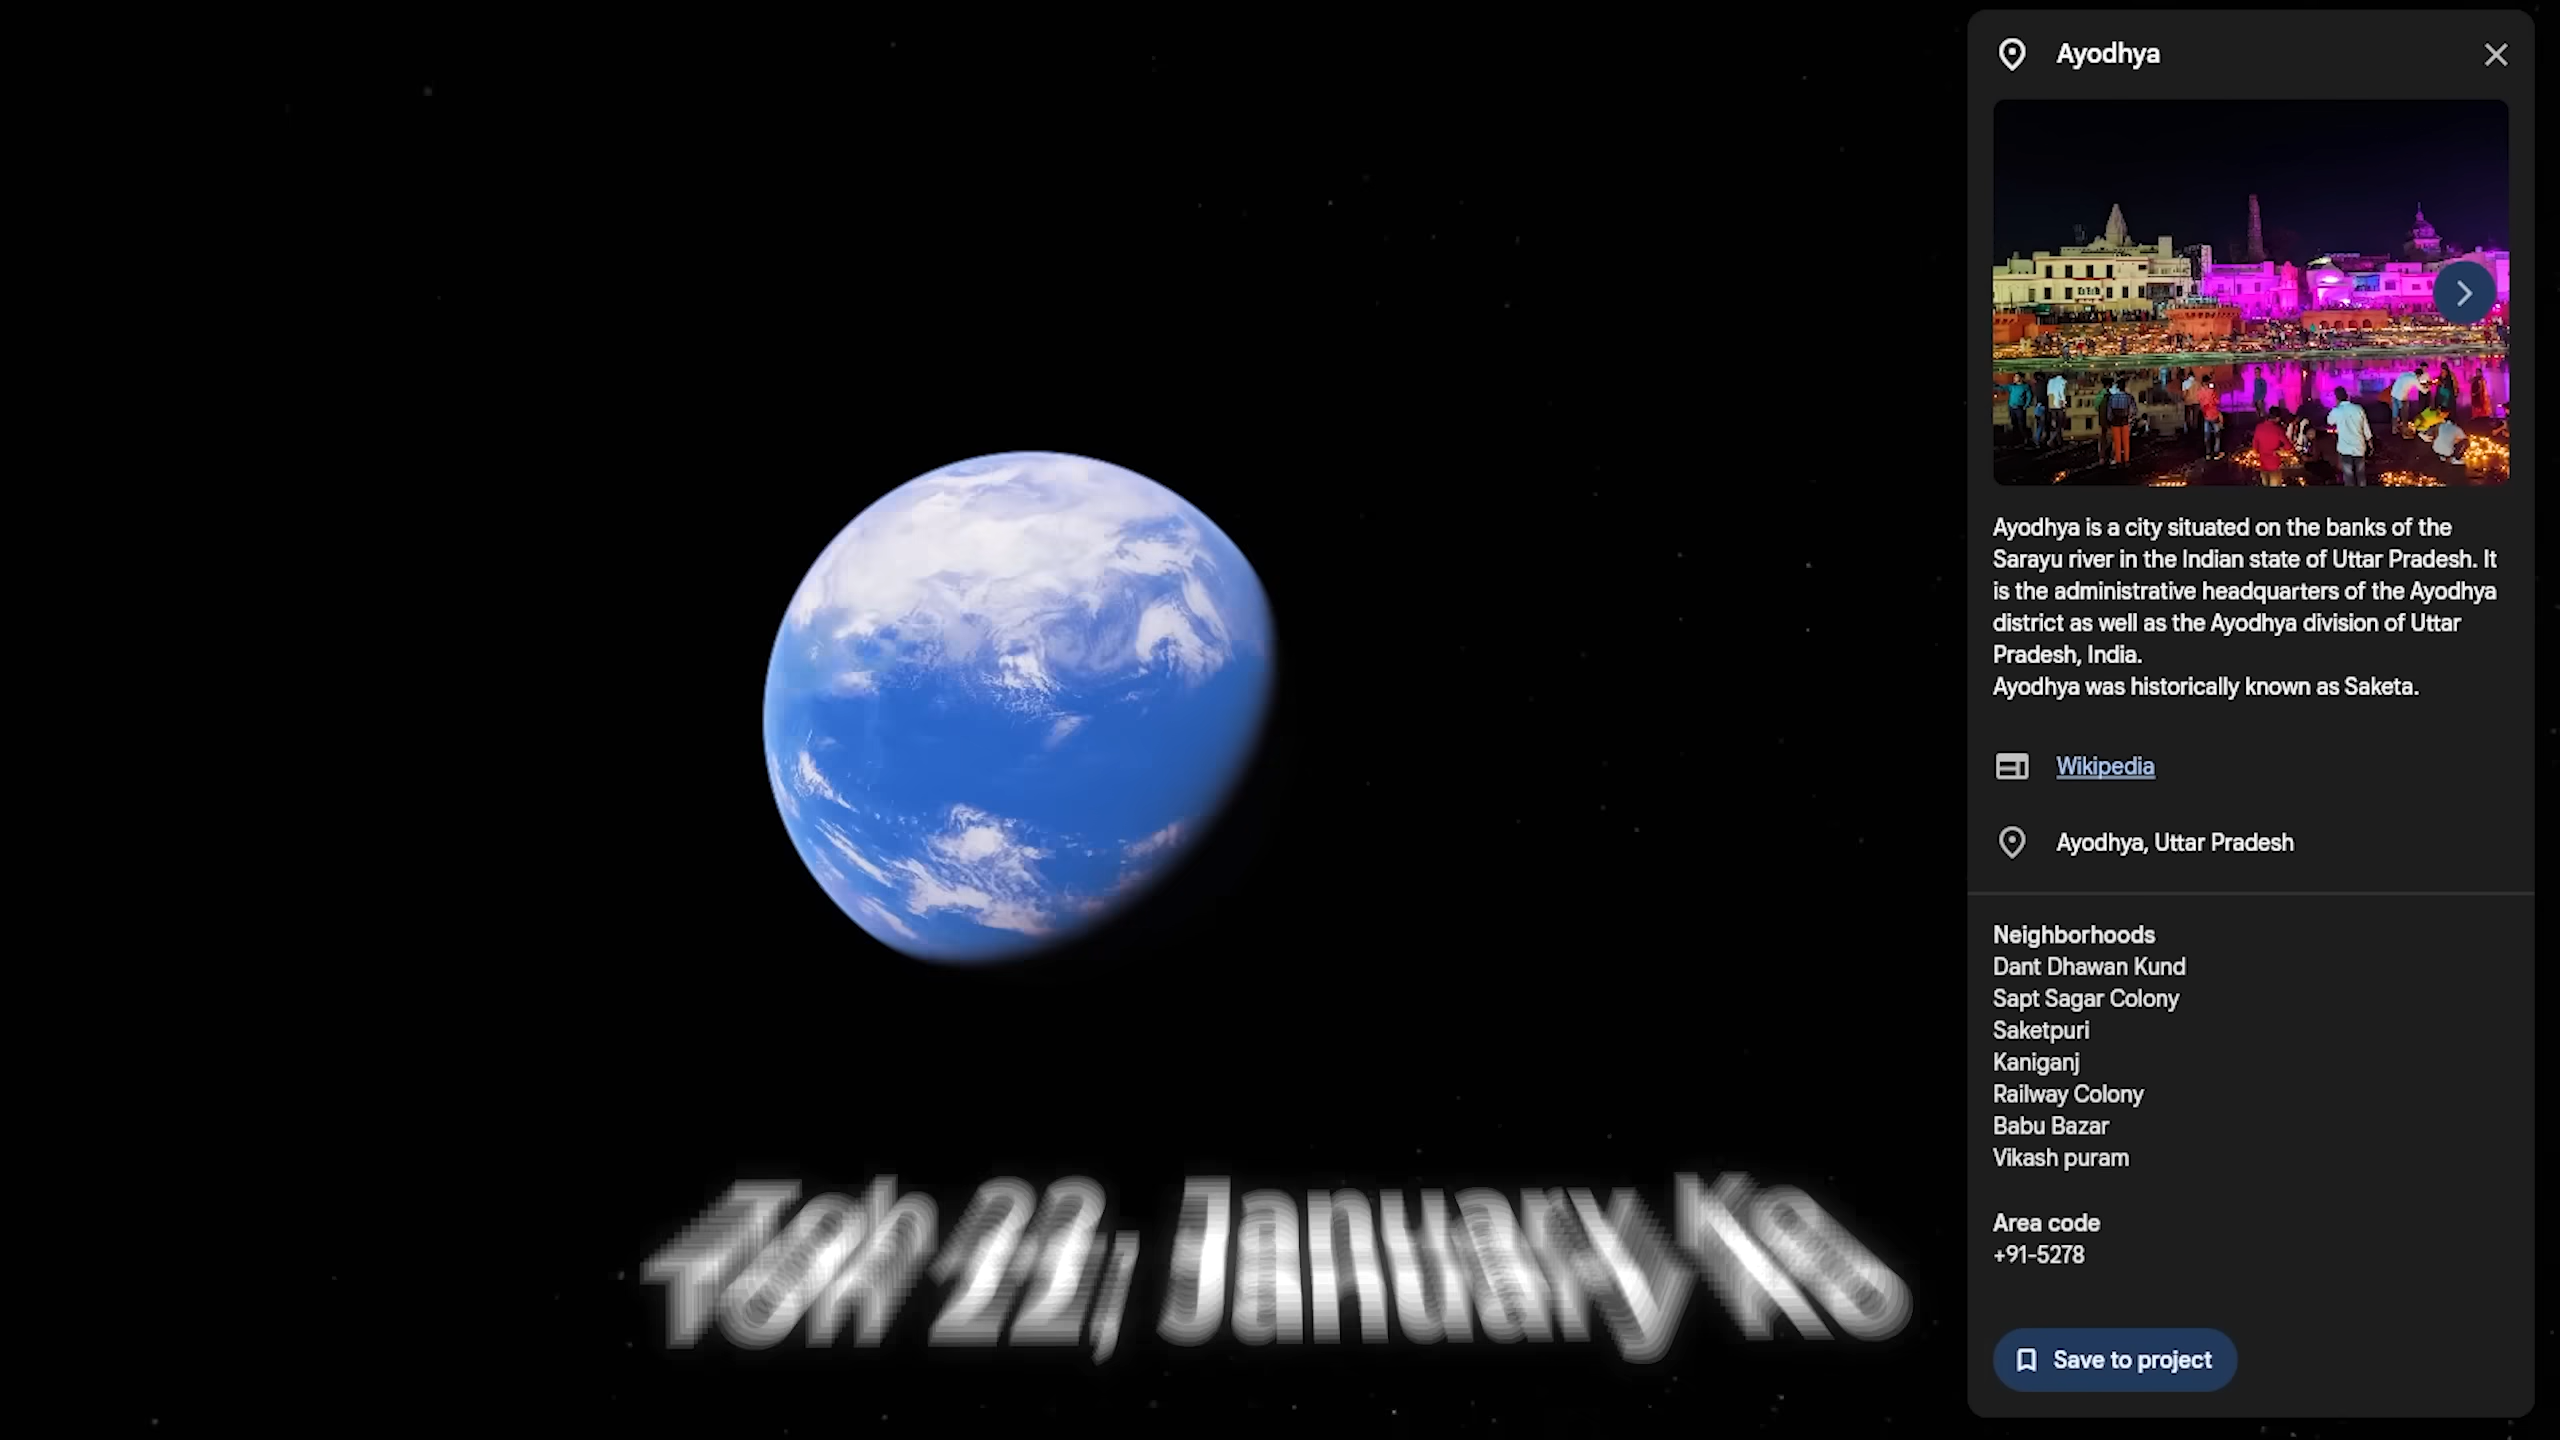 Ayodhya
Ayodhya is a city situated on the banks of the
Sarayu river in the Indian state of Uttar Pradesh. It
is the administrative headquarters of the Ayodhya
district as well as the Ayodhya division of Uttar
Pradesh, India.
Ayodhya was historically known as Saketa.
Wikipedia
Ayodhya, Uttar Pradesh
Neighborhoods
Dant Dhawan Kund
Sapt Sagar Colony
Saketpuri
Kaniganj
Railway Colony
Babu Bazar
Vikash puram
Area code
+91-5278
Save to project
Toh 22, January Ko